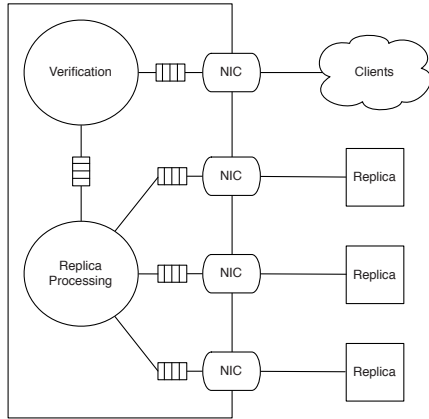 Verification
NIC
Clients
NIC
Replica
Replica
Processing
NIC
Replica
NIC
Replica